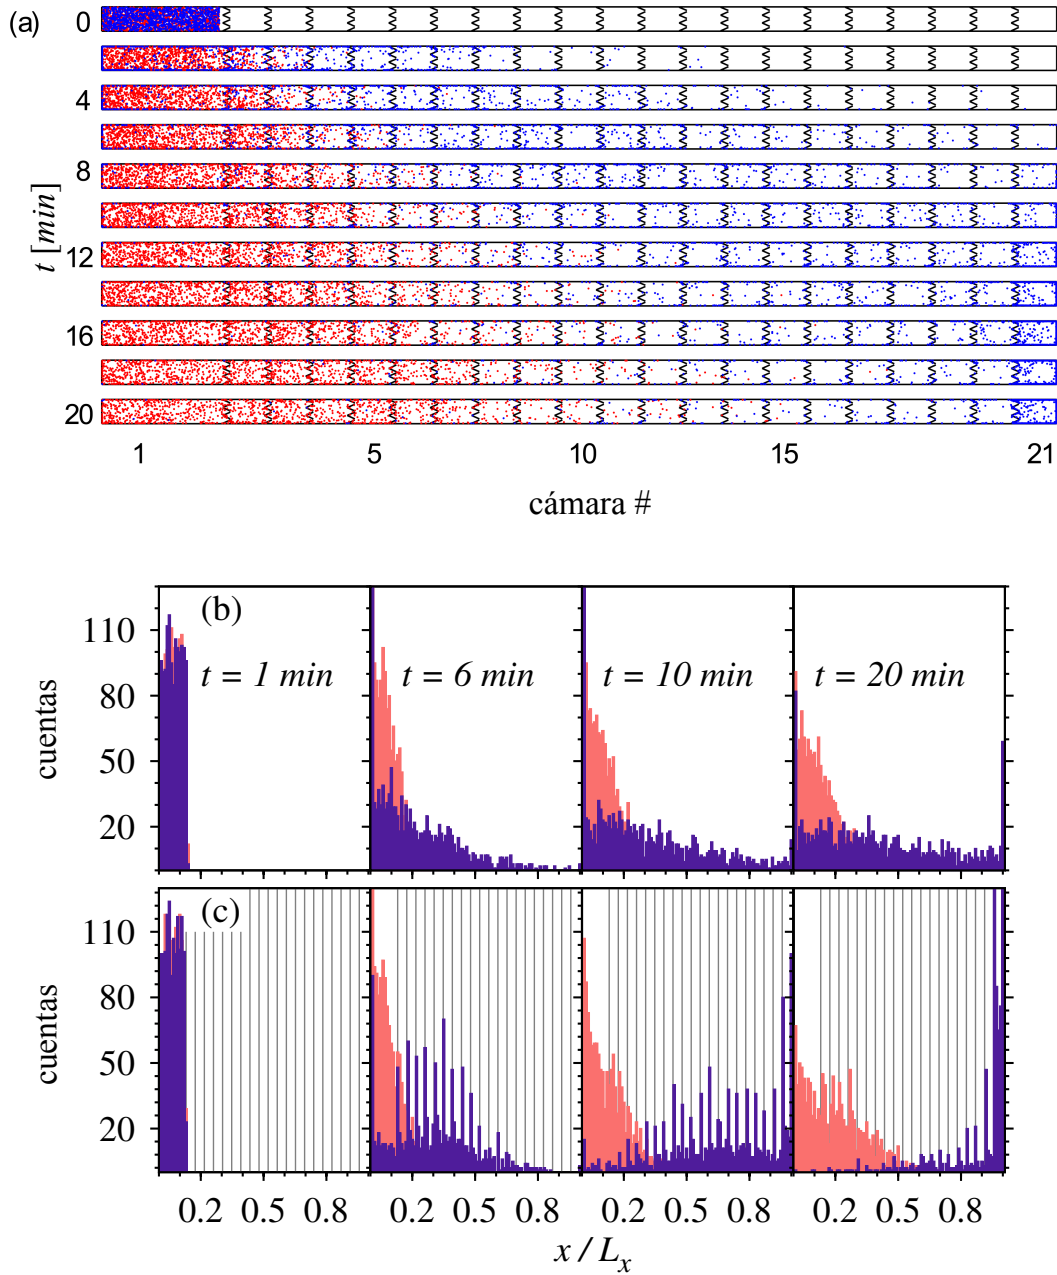 (a)
0
4
8
12
16
20
t [min]
1 5 10 15 21
cámara #
(b)
t = 1 min t = 6 min t = 10 min t = 20 min
110
80
50
20
cuentas
(c)
110
80
50
20
cuentas
0.2 0.5 0.8 0.2 0.5 0.8 0.2 0.5 0.8 0.2 0.5 0.8
x / Lₓ